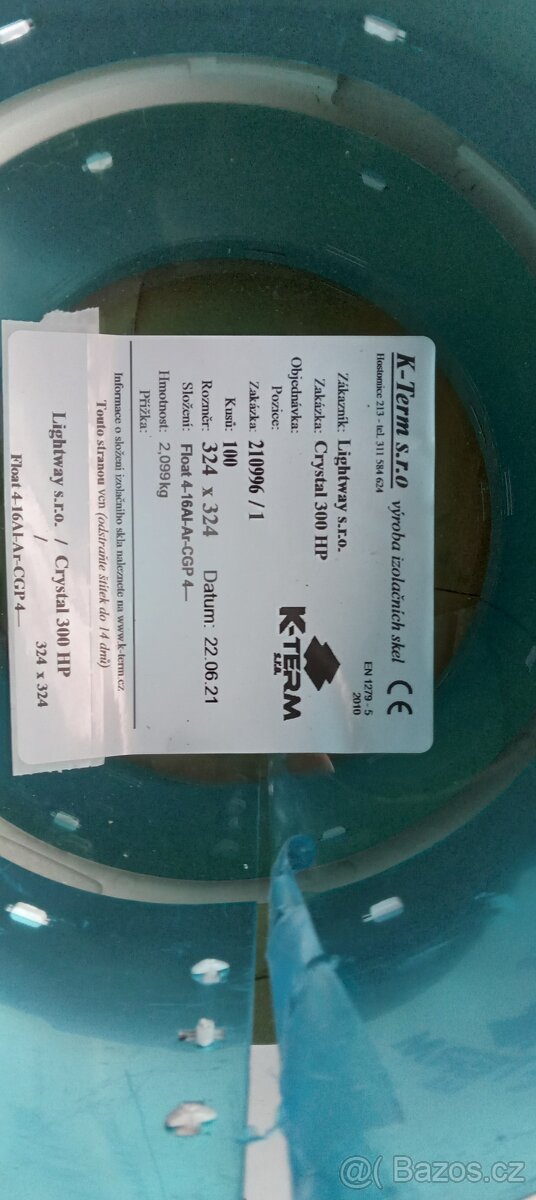 K-Term s.r.o výroba izolačních skel CE
Hostomice 213 - tel. 311 584 624
EN 1279 - 5
2010
Zákazník: Lightway s.r.o.
Zakázka: Crystal 300 HP
Objednávka:
Pozice:
K-TERM
s.r.o.
Zakázka: 210996 / 1
Kusů: 100
Rozměr: 324 x 324 Datum: 22.06.21
Složení: Float 4-16Al-Ar-CGP 4—
Hmotnost: 2,099kg
Přížka:
Informace o složení izolačního skla naleznete na www.k-term.cz
Touto stranou ven (odstraňte štítek do 14 dnů)
Lightway s.r.o. / Crystal 300 HP
/ 324 x 324
Float 4-16Al-Ar-CGP 4—
@( Bazos.cz